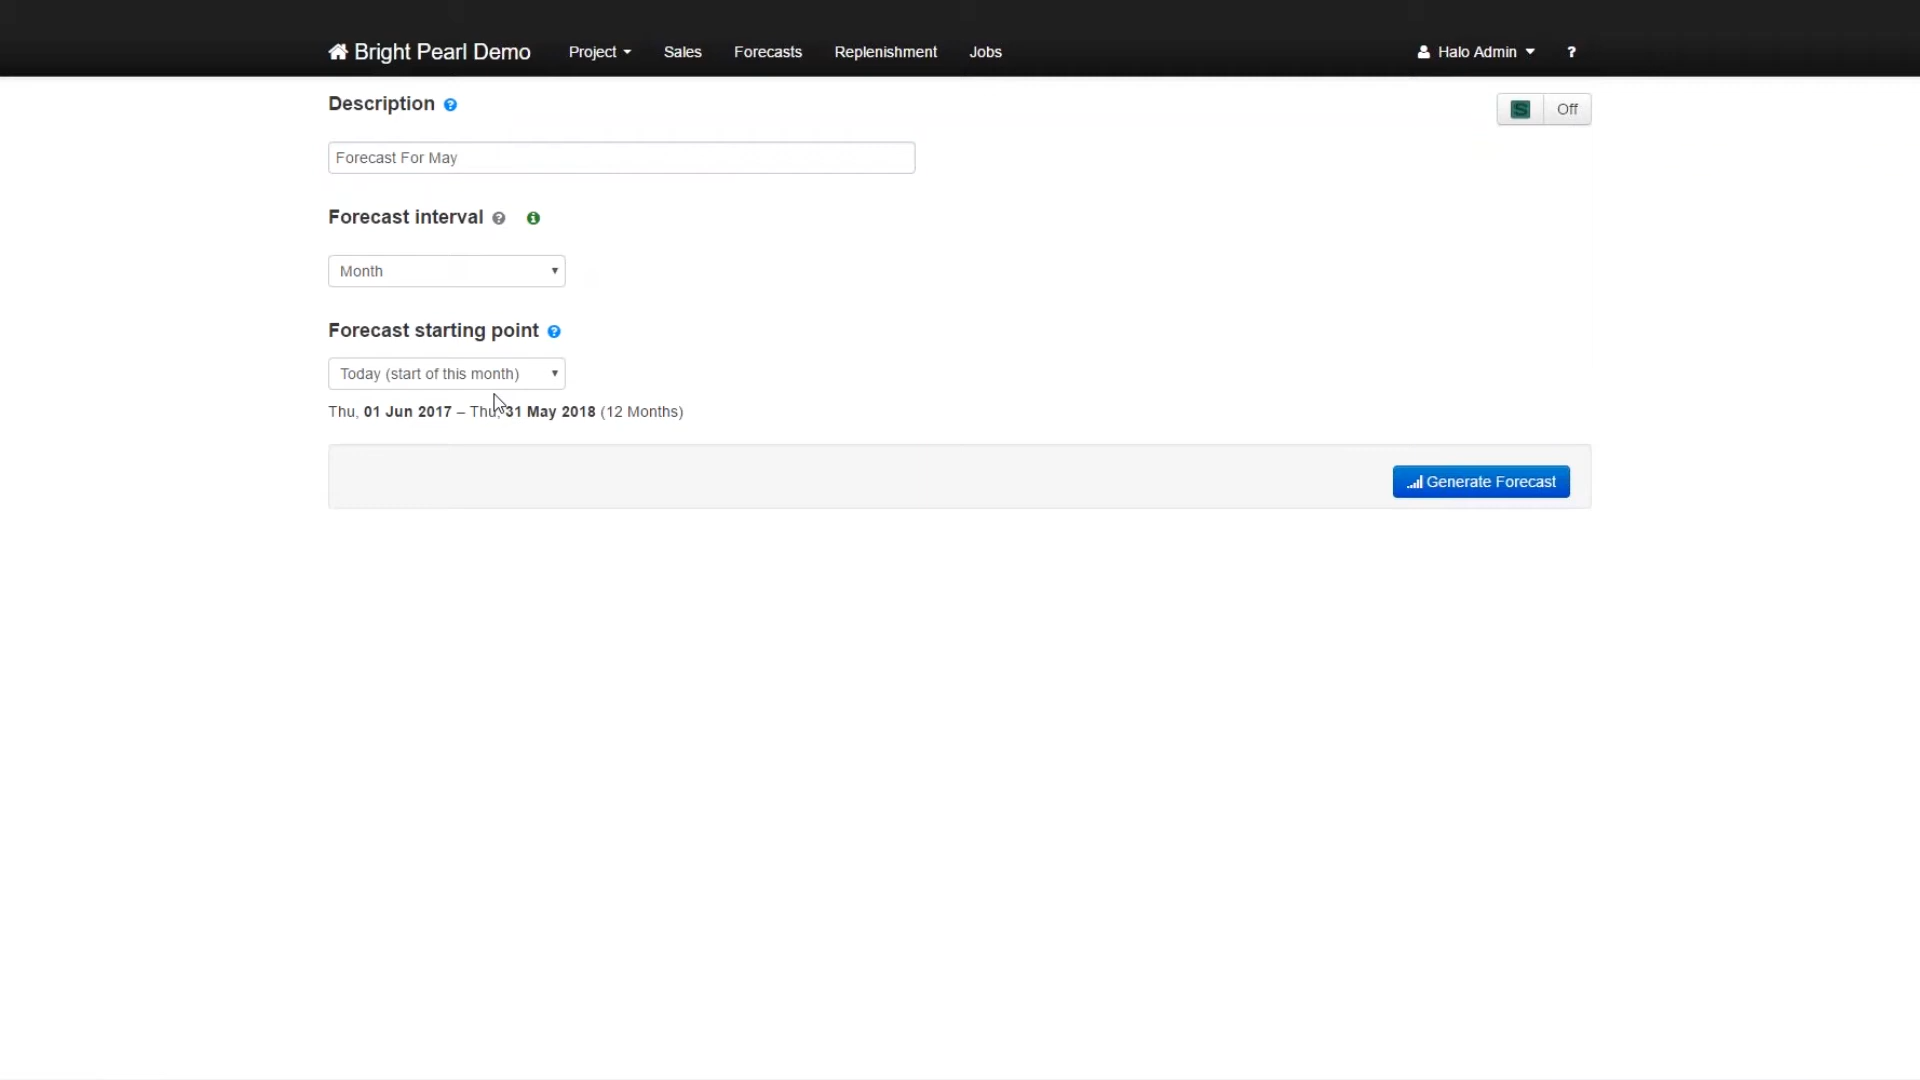 Bright Pearl Demo Project Sales Forecasts Replenishment Jobs Halo Admin ?
Description ?
S Off
Forecast For May
Forecast interval ? i
Month
Forecast starting point ?
Today (start of this month)
Thu, 01 Jun 2017 – Thu, 31 May 2018 (12 Months)
Generate Forecast